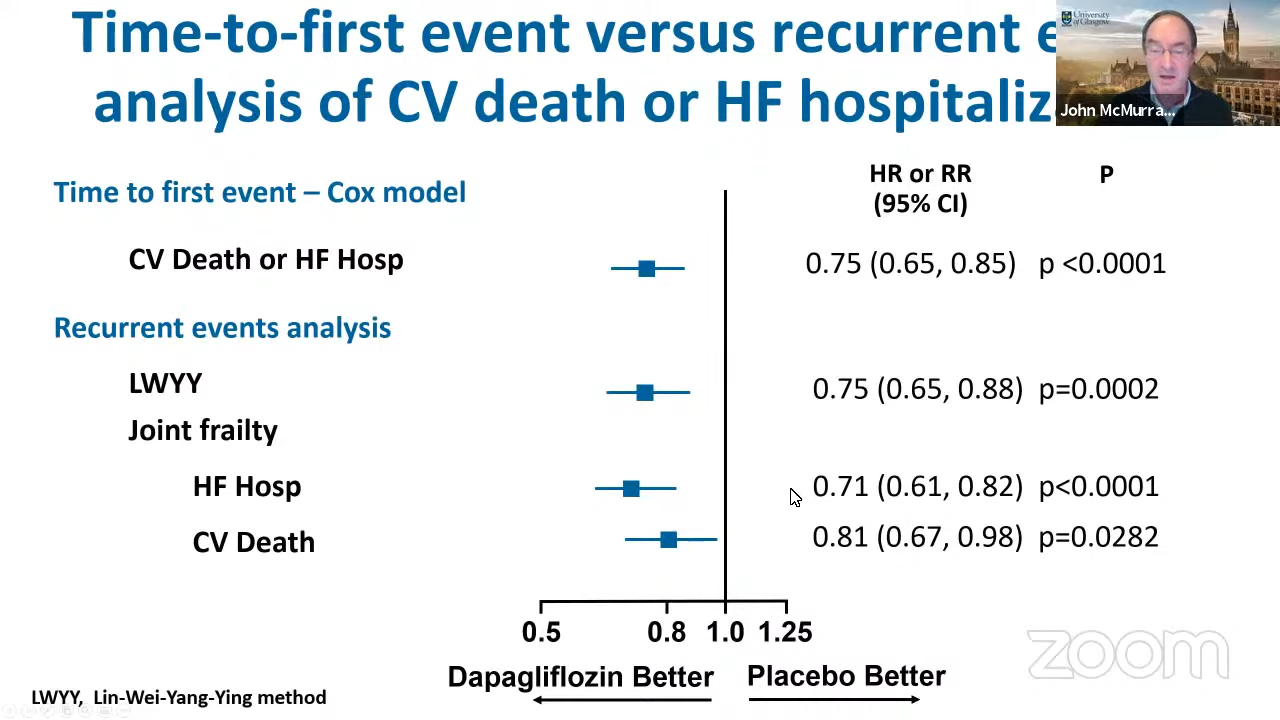 Time-to-first event versus recurrent e
analysis of CV death or HF hospitaliza
University
of Glasgow
John McMurra...
HR or RR
(95% CI)
P
Time to first event – Cox model
CV Death or HF Hosp
0.75 (0.65, 0.85) p <0.0001
Recurrent events analysis
LWYY
0.75 (0.65, 0.88) p=0.0002
Joint frailty
HF Hosp
0.71 (0.61, 0.82) p<0.0001
CV Death
0.81 (0.67, 0.98) p=0.0282
0.5 0.8 1.0 1.25
Dapagliflozin Better Placebo Better
zoom
LWYY, Lin-Wei-Yang-Ying method